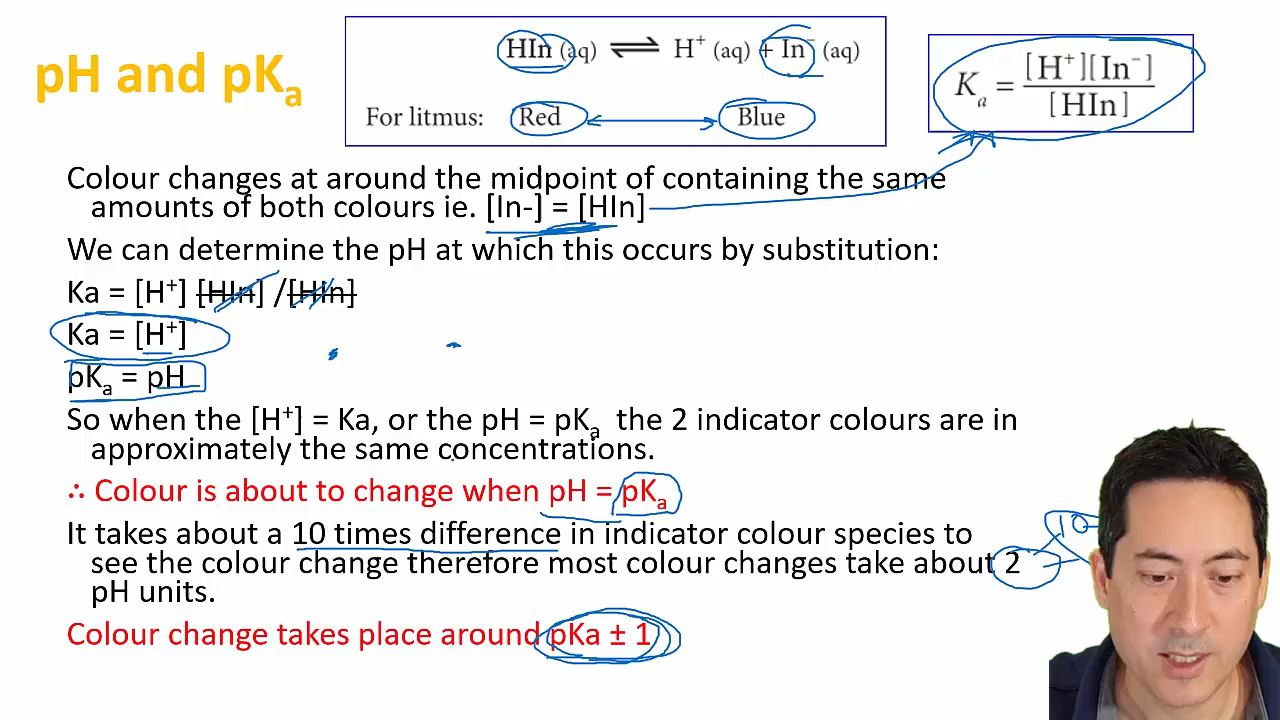 pH and pKa
HIn (aq) ⇌ H⁺ (aq) + In⁻ (aq)
For litmus: Red Blue
Ka = [H⁺][In⁻] / [HIn]
Colour changes at around the midpoint of containing the same
amounts of both colours ie. [In-] = [HIn]
We can determine the pH at which this occurs by substitution:
Ka = [H⁺] [HIn] /[HIn]
Ka = [H⁺]
pKa = pH
So when the [H⁺] = Ka, or the pH = pKa the 2 indicator colours are in
approximately the same concentrations.
∴ Colour is about to change when pH = pKa
It takes about a 10 times difference in indicator colour species to
see the colour change therefore most colour changes take about 2
pH units.
10
Colour change takes place around pKa ± 1